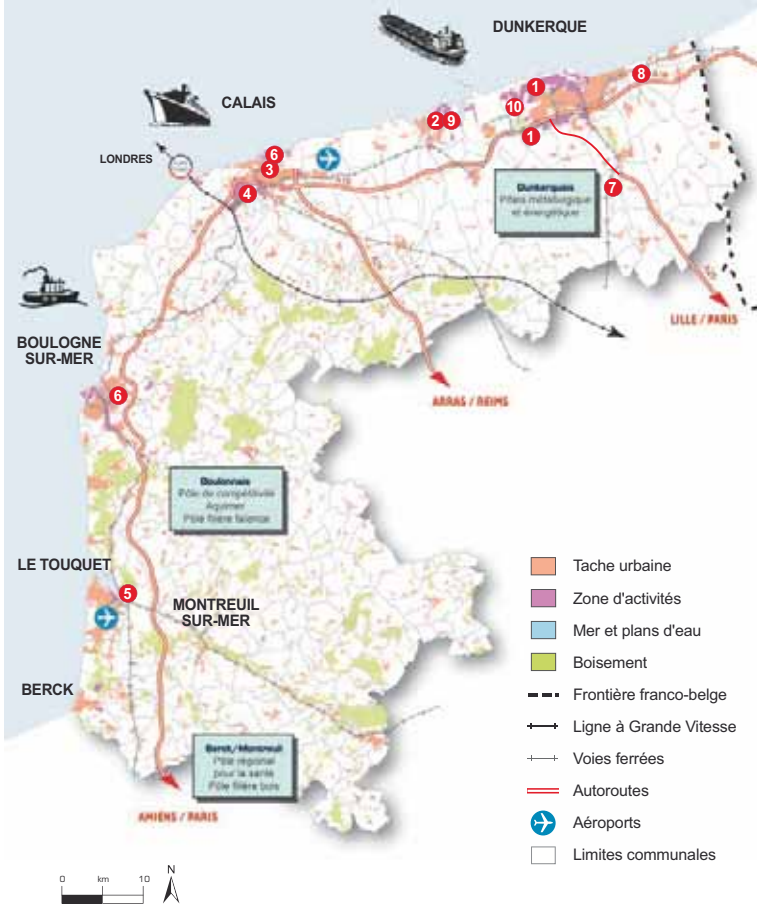 DUNKERQUE
CALAIS
LONDRES
1
8
10
2
9
1
6
3
4
7
Dunkerquois
Pôles métallurgique
et énergétique
LILLE / PARIS
BOULOGNE
SUR-MER
ARRAS / REIMS
6
Boulonnais
Pôle de compétitivité
Aquimer
Pôle filière faïence
LE TOUQUET
5
MONTREUIL
SUR-MER
BERCK
Berck/Montreuil
Pôle régional
pour la santé
Pôle filière bois
AMIENS / PARIS
Tache urbaine
Zone d'activités
Mer et plans d'eau
Boisement
Frontière franco-belge
Ligne à Grande Vitesse
Voies ferrées
Autoroutes
Aéroports
Limites communales
0 km 10
N